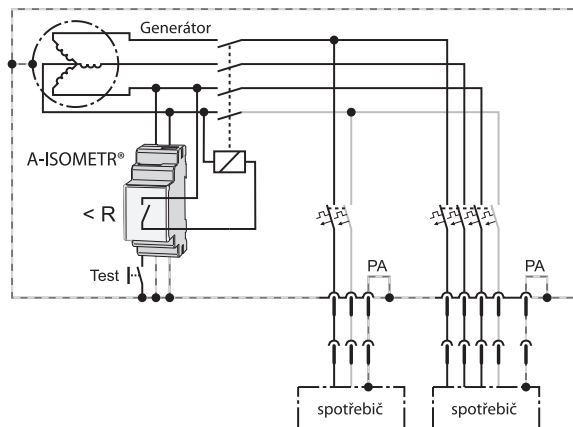 Generátor
A-ISOMETR®
< R
Test
PA
PA
spotřebič
spotřebič